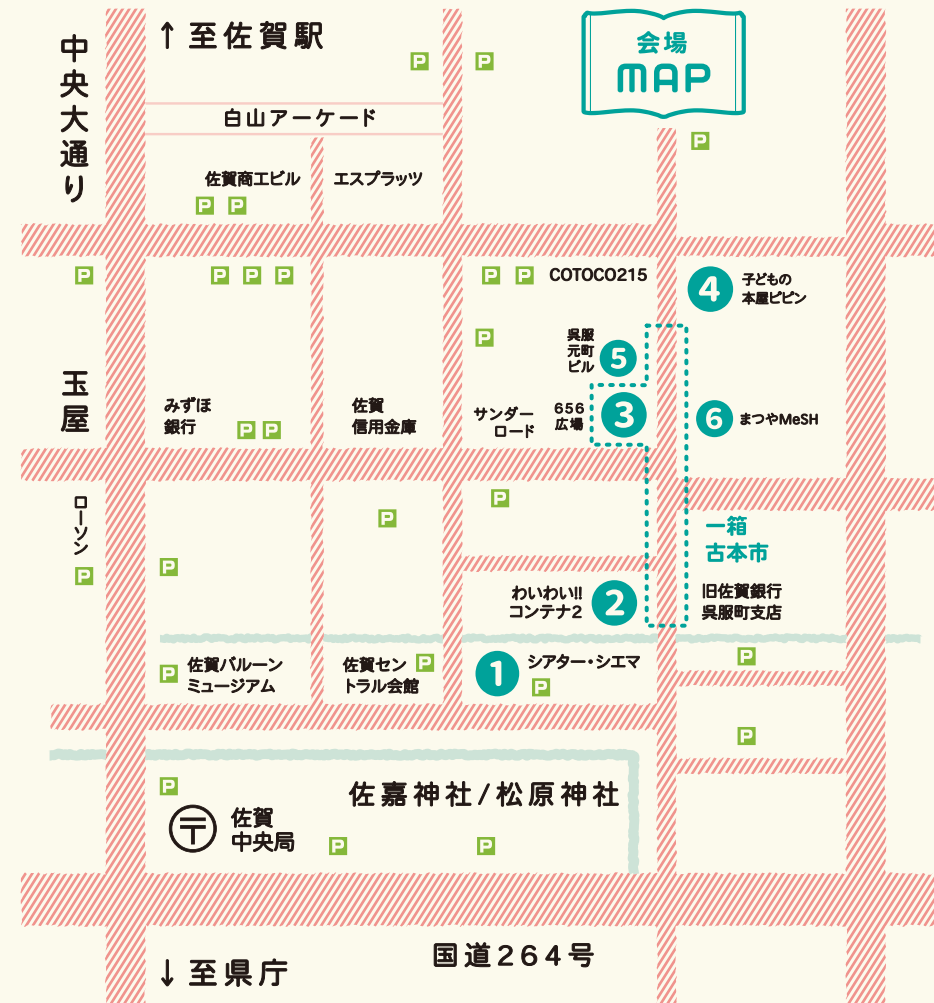 会場
MAP
↑至佐賀駅
中央大通り
P
P
白山アーケード
P
佐賀商工ビル
エスプラッツ
P
P
P
P
P
P
P
P
COTOCO215
4
子どもの
本屋ピピン
P
呉服
元町
ビル
5
玉屋
みずほ
銀行
P
P
佐賀
信用金庫
サンダー
ロード
656
広場
3
6
まつやMeSH
ローソン
P
P
P
P
一箱
古本市
わいわい!!
コンテナ2
2
旧佐賀銀行
呉服町支店
P
佐賀バルーン
ミュージアム
佐賀セン
トラル会館
P
1
シアター・シエマ
P
P
P
P
〒
佐賀
中央局
佐嘉神社/松原神社
P
P
国道264号
↓至県庁